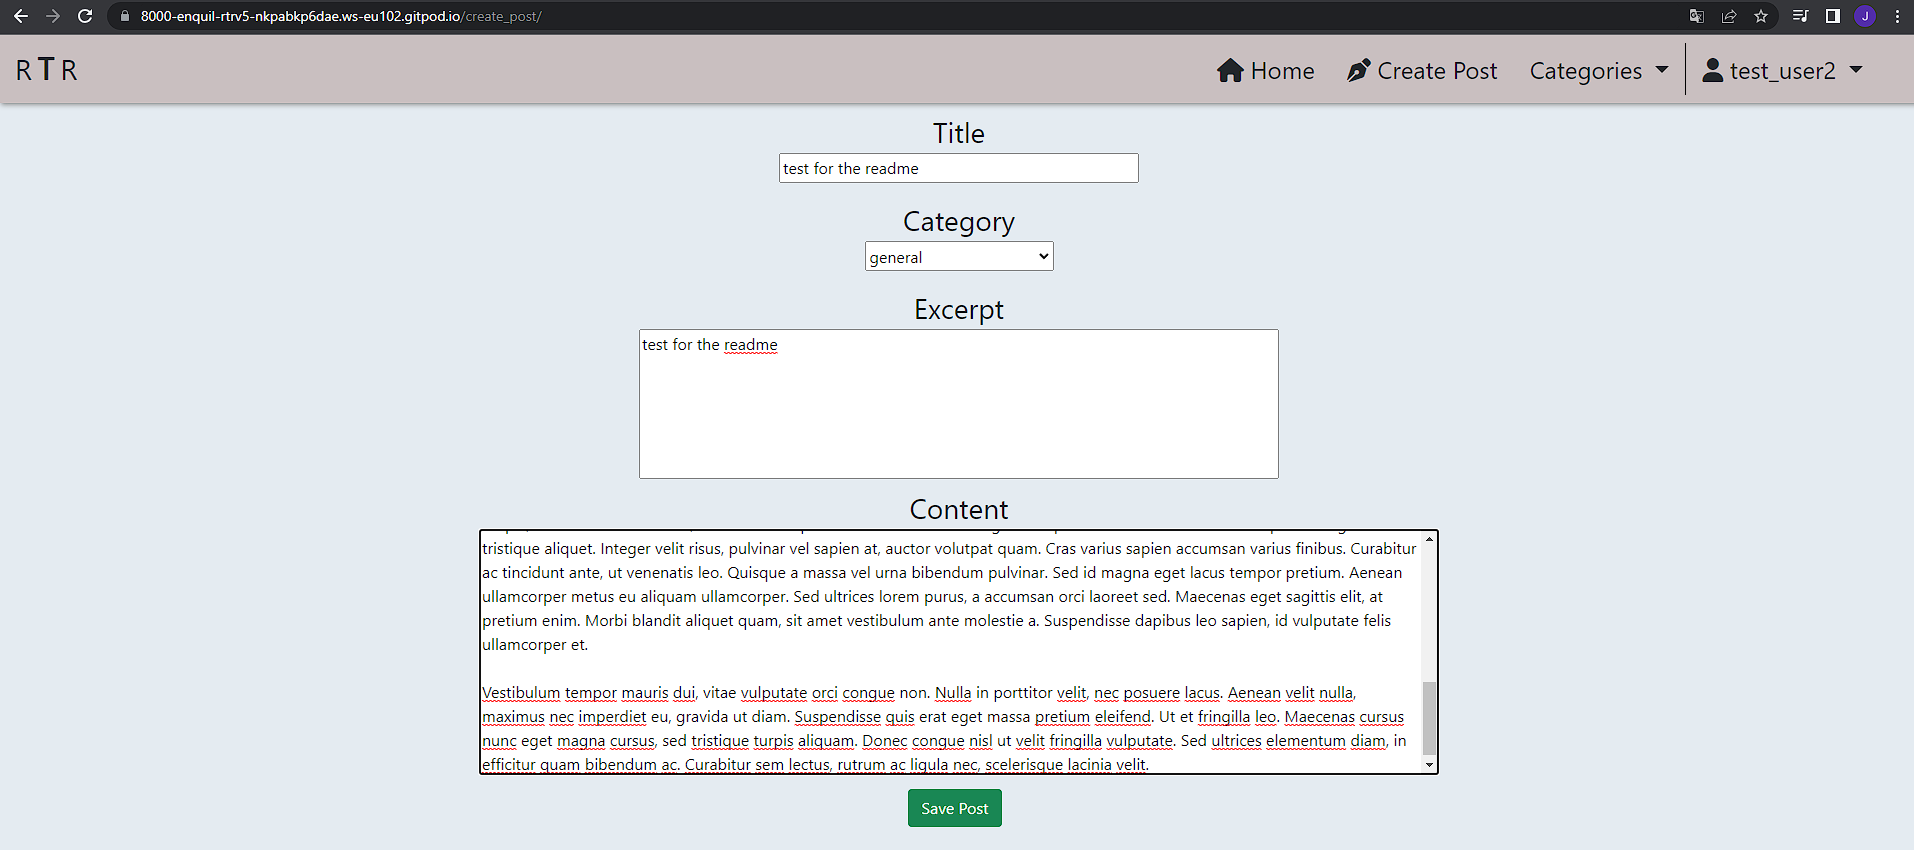 8000-enquil-rtrv5-nkpabkp6dae.ws-eu102.gitpod.io/create_post/
J
R T R
Home
Create Post
Categories
test_user2
Title
test for the readme
Category
general
Excerpt
test for the readme
Content
tristique aliquet. Integer velit risus, pulvinar vel sapien at, auctor volutpat quam. Cras varius sapien accumsan varius finibus. Curabitur
ac tincidunt ante, ut venenatis leo. Quisque a massa vel urna bibendum pulvinar. Sed id magna eget lacus tempor pretium. Aenean
ullamcorper metus eu aliquam ullamcorper. Sed ultrices lorem purus, a accumsan orci laoreet sed. Maecenas eget sagittis elit, at
pretium enim. Morbi blandit aliquet quam, sit amet vestibulum ante molestie a. Suspendisse dapibus leo sapien, id vulputate felis
ullamcorper et.
Vestibulum tempor mauris dui, vitae vulputate orci congue non. Nulla in porttitor velit, nec posuere lacus. Aenean velit nulla,
maximus nec imperdiet eu, gravida ut diam. Suspendisse quis erat eget massa pretium eleifend. Ut et fringilla leo. Maecenas cursus
nunc eget magna cursus, sed tristique turpis aliquam. Donec congue nisl ut velit fringilla vulputate. Sed ultrices elementum diam, in
efficitur quam bibendum ac. Curabitur sem lectus, rutrum ac ligula nec, scelerisque lacinia velit.
Save Post